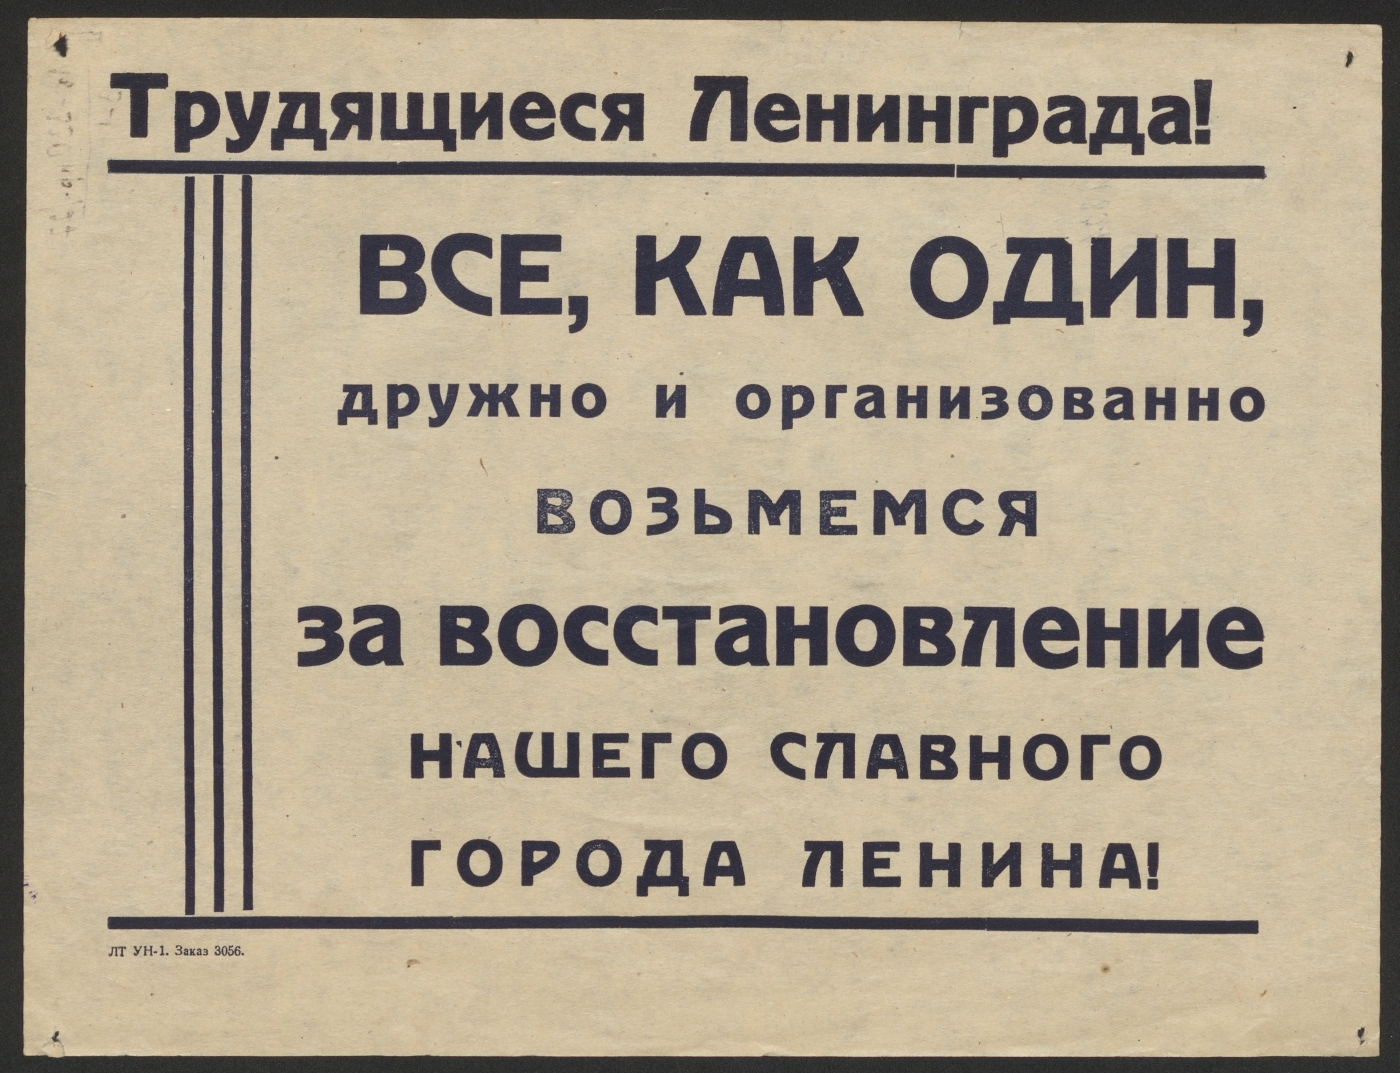 Трудящиеся Ленинграда!
ВСЕ, КАК ОДИН,
дружно и организованно
ВОЗЬМЕМСЯ
за восстановление
НАШЕГО СЛАВНОГО
ГОРОДА ЛЕНИНА!
ЛТ УН-1. Заказ 3056.